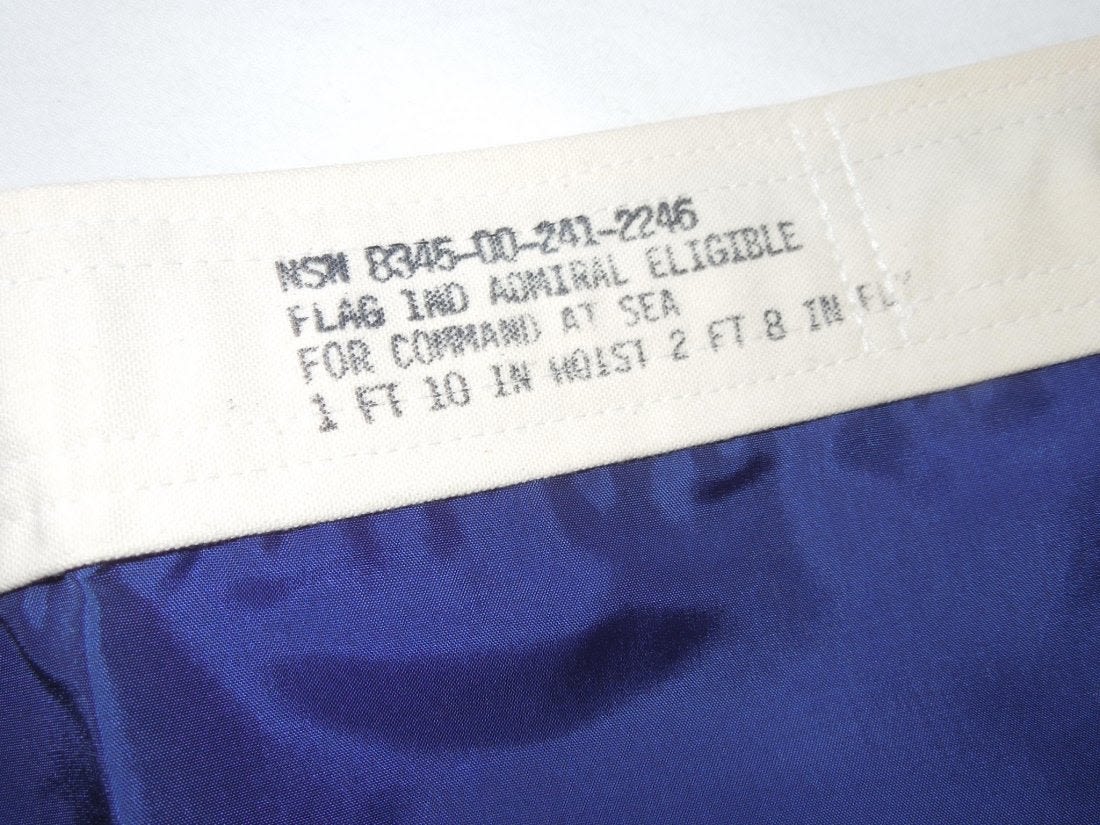 NSN 8345-00-241-2246
FLAG IND ADMIRAL ELIGIBLE
FOR COMMAND AT SEA
1 FT 10 IN HOIST 2 FT 8 IN FLY